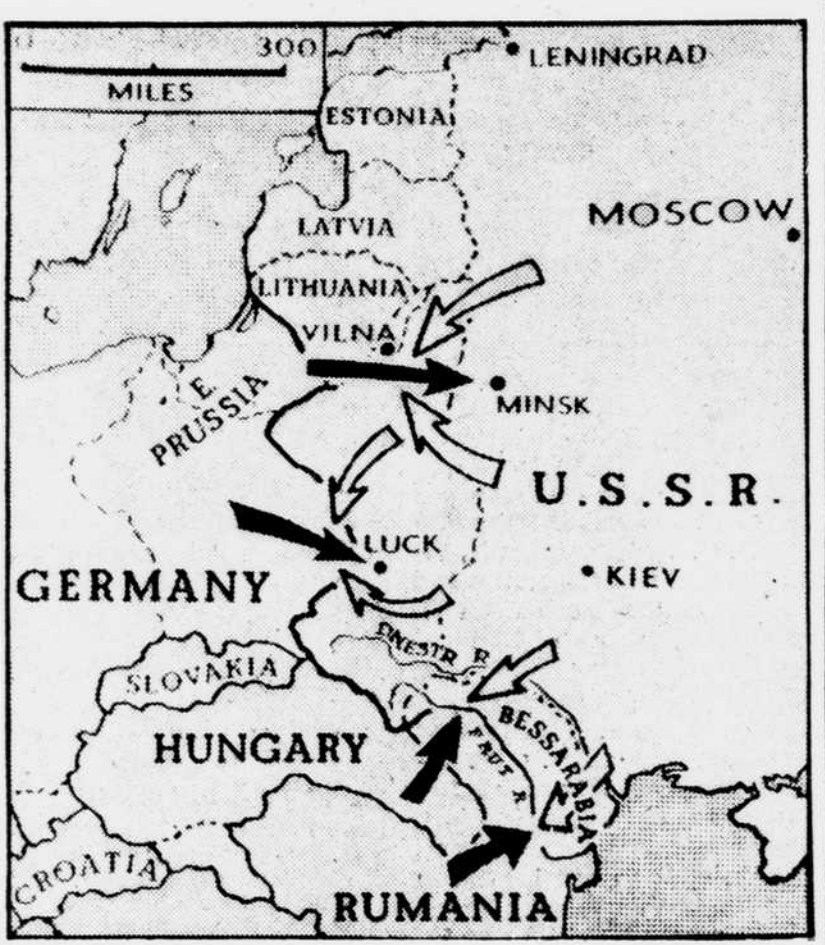 0 300
MILES
LENINGRAD
ESTONIA
MOSCOW
LATVIA
LITHUANIA
VILNA
MINSK
E.
PRUSSIA
U.S.S.R.
LUCK
KIEV
GERMANY
DNESTR R
SLOVAKIA
BESSARABIA
HUNGARY
PRUT R
CROATIA
RUMANIA